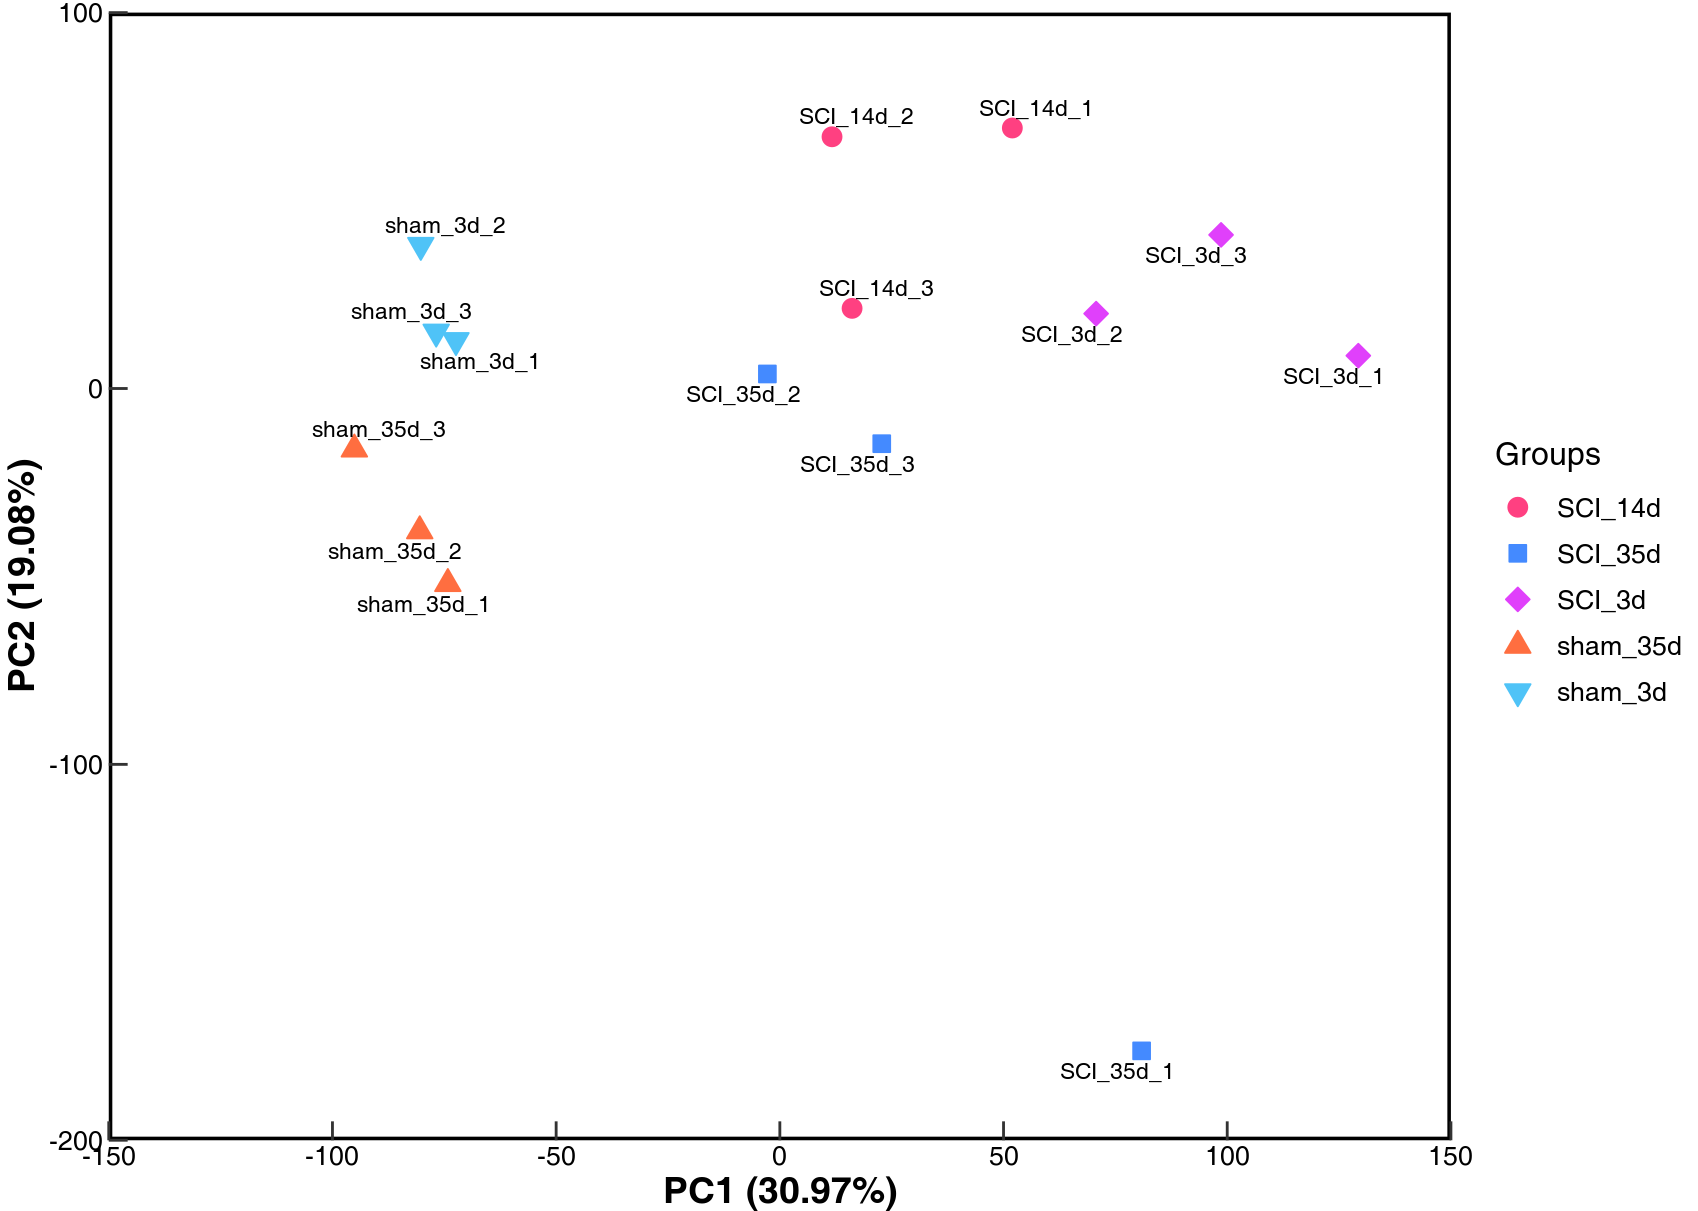 100
SCI_14d_2
SCI_14d_1
sham_3d_2
SCI_3d_3
sham_3d_3
SCI_14d_3
SCI_3d_2
sham_3d_1
SCI_3d_1
0
SCI_35d_2
sham_35d_3
SCI_35d_3
sham_35d_2
sham_35d_1
-100
SCI_35d_1
-200
PC2 (19.08%)
-150 -100 -50 0 50 100 150
PC1 (30.97%)
Groups
SCI_14d
SCI_35d
SCI_3d
sham_35d
sham_3d